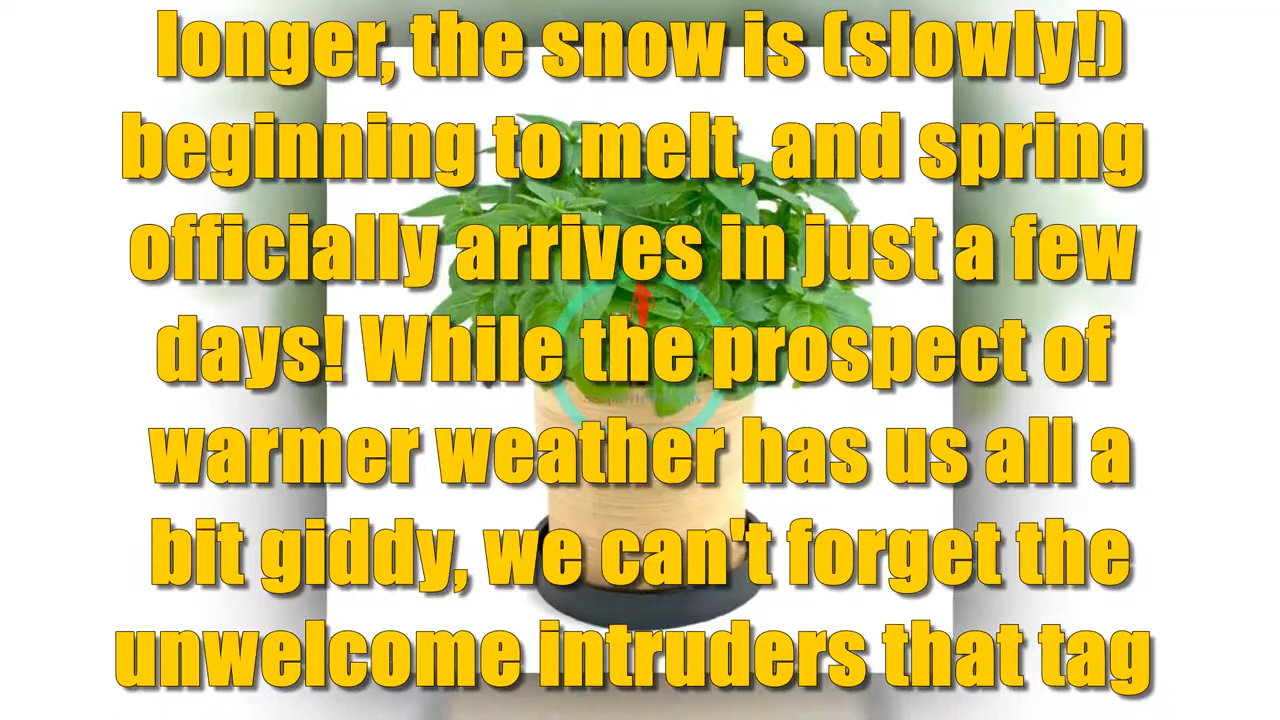 longer, the snow is (slowly!)
beginning to melt, and spring
officially arrives in just a few
days! While the prospect of
warmer weather has us all a
bit giddy, we can't forget the
unwelcome intruders that tag